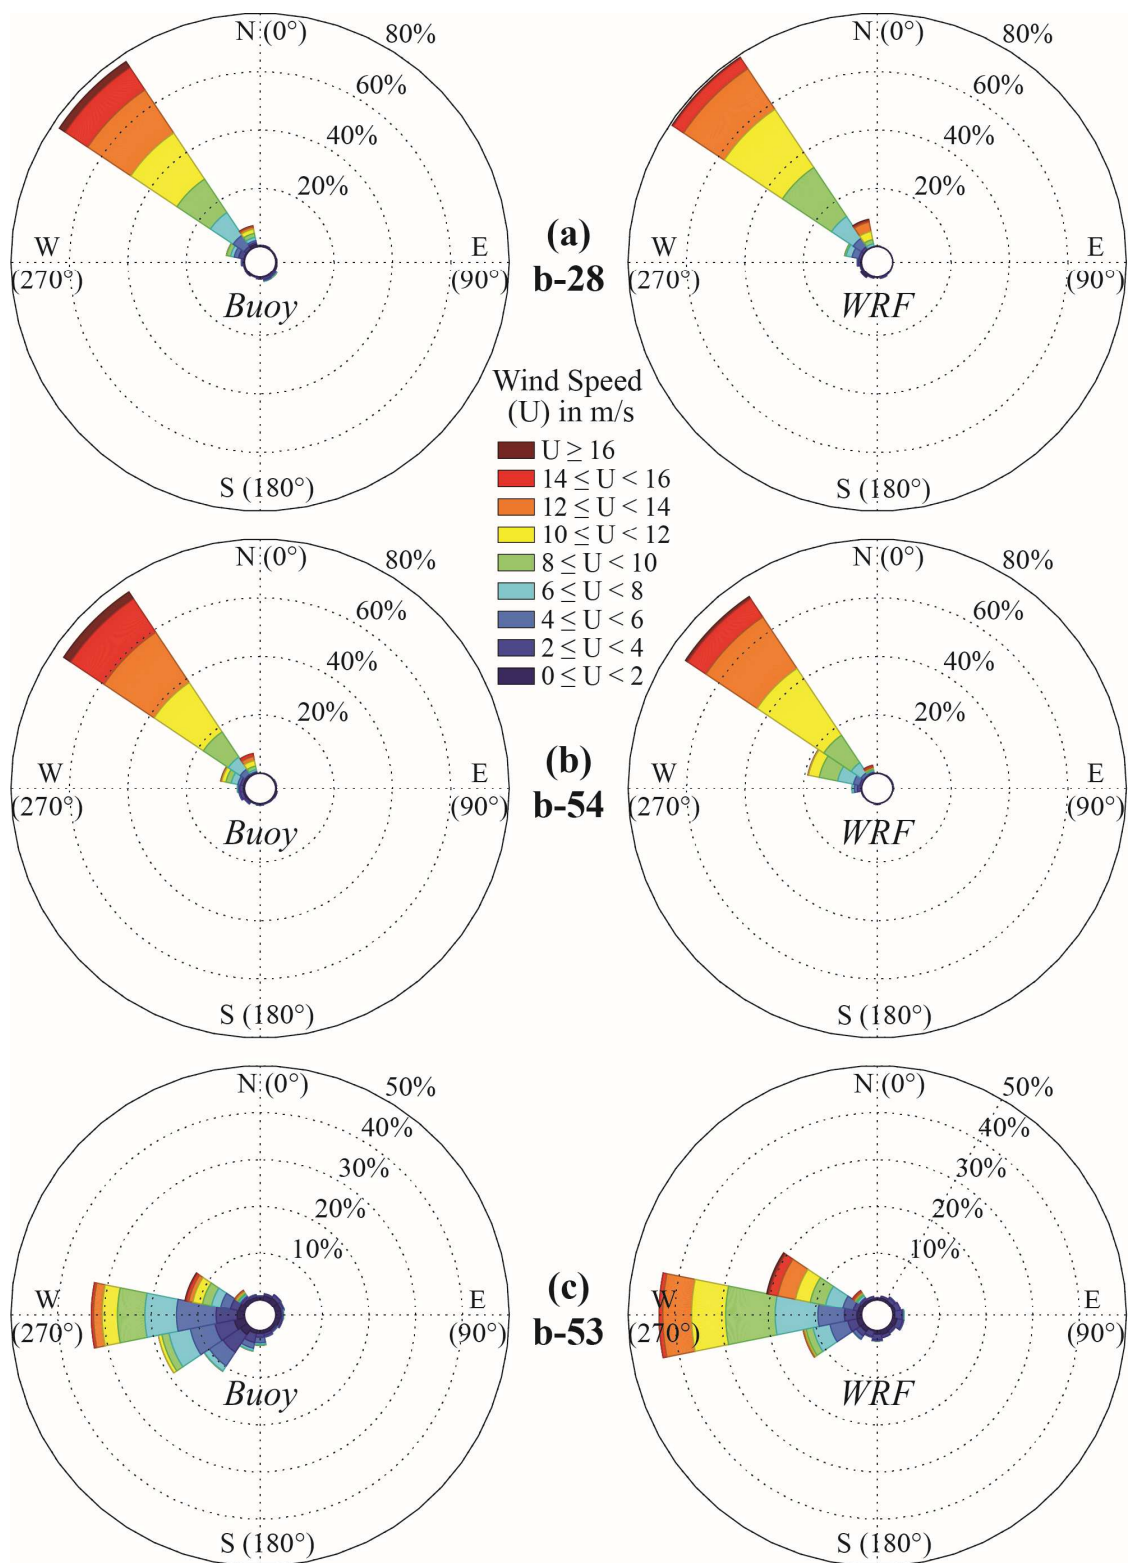 N (0°) 80% N (0°) 80%
60% 60%
40% 40%
20% 20%
W E (a) W E
(270°) (90°) b-28 (270°) (90°)
Buoy WRF
Wind Speed
(U) in m/s
S (180°) U ≥ 16 S (180°)
14 ≤ U < 16
12 ≤ U < 14
10 ≤ U < 12
8 ≤ U < 10
6 ≤ U < 8
4 ≤ U < 6
2 ≤ U < 4
0 ≤ U < 2
N (0°) 80% N (0°) 80%
60% 60%
40% 40%
20% 20%
W E (b) W E
(270°) (90°) b-54 (270°) (90°)
Buoy WRF
S (180°) S (180°)
N (0°) 50% N (0°) 50%
40% 40%
30% 30%
20% 20%
10% 10%
W E (c) W E
(270°) (90°) b-53 (270°) (90°)
Buoy WRF
S (180°) S (180°)